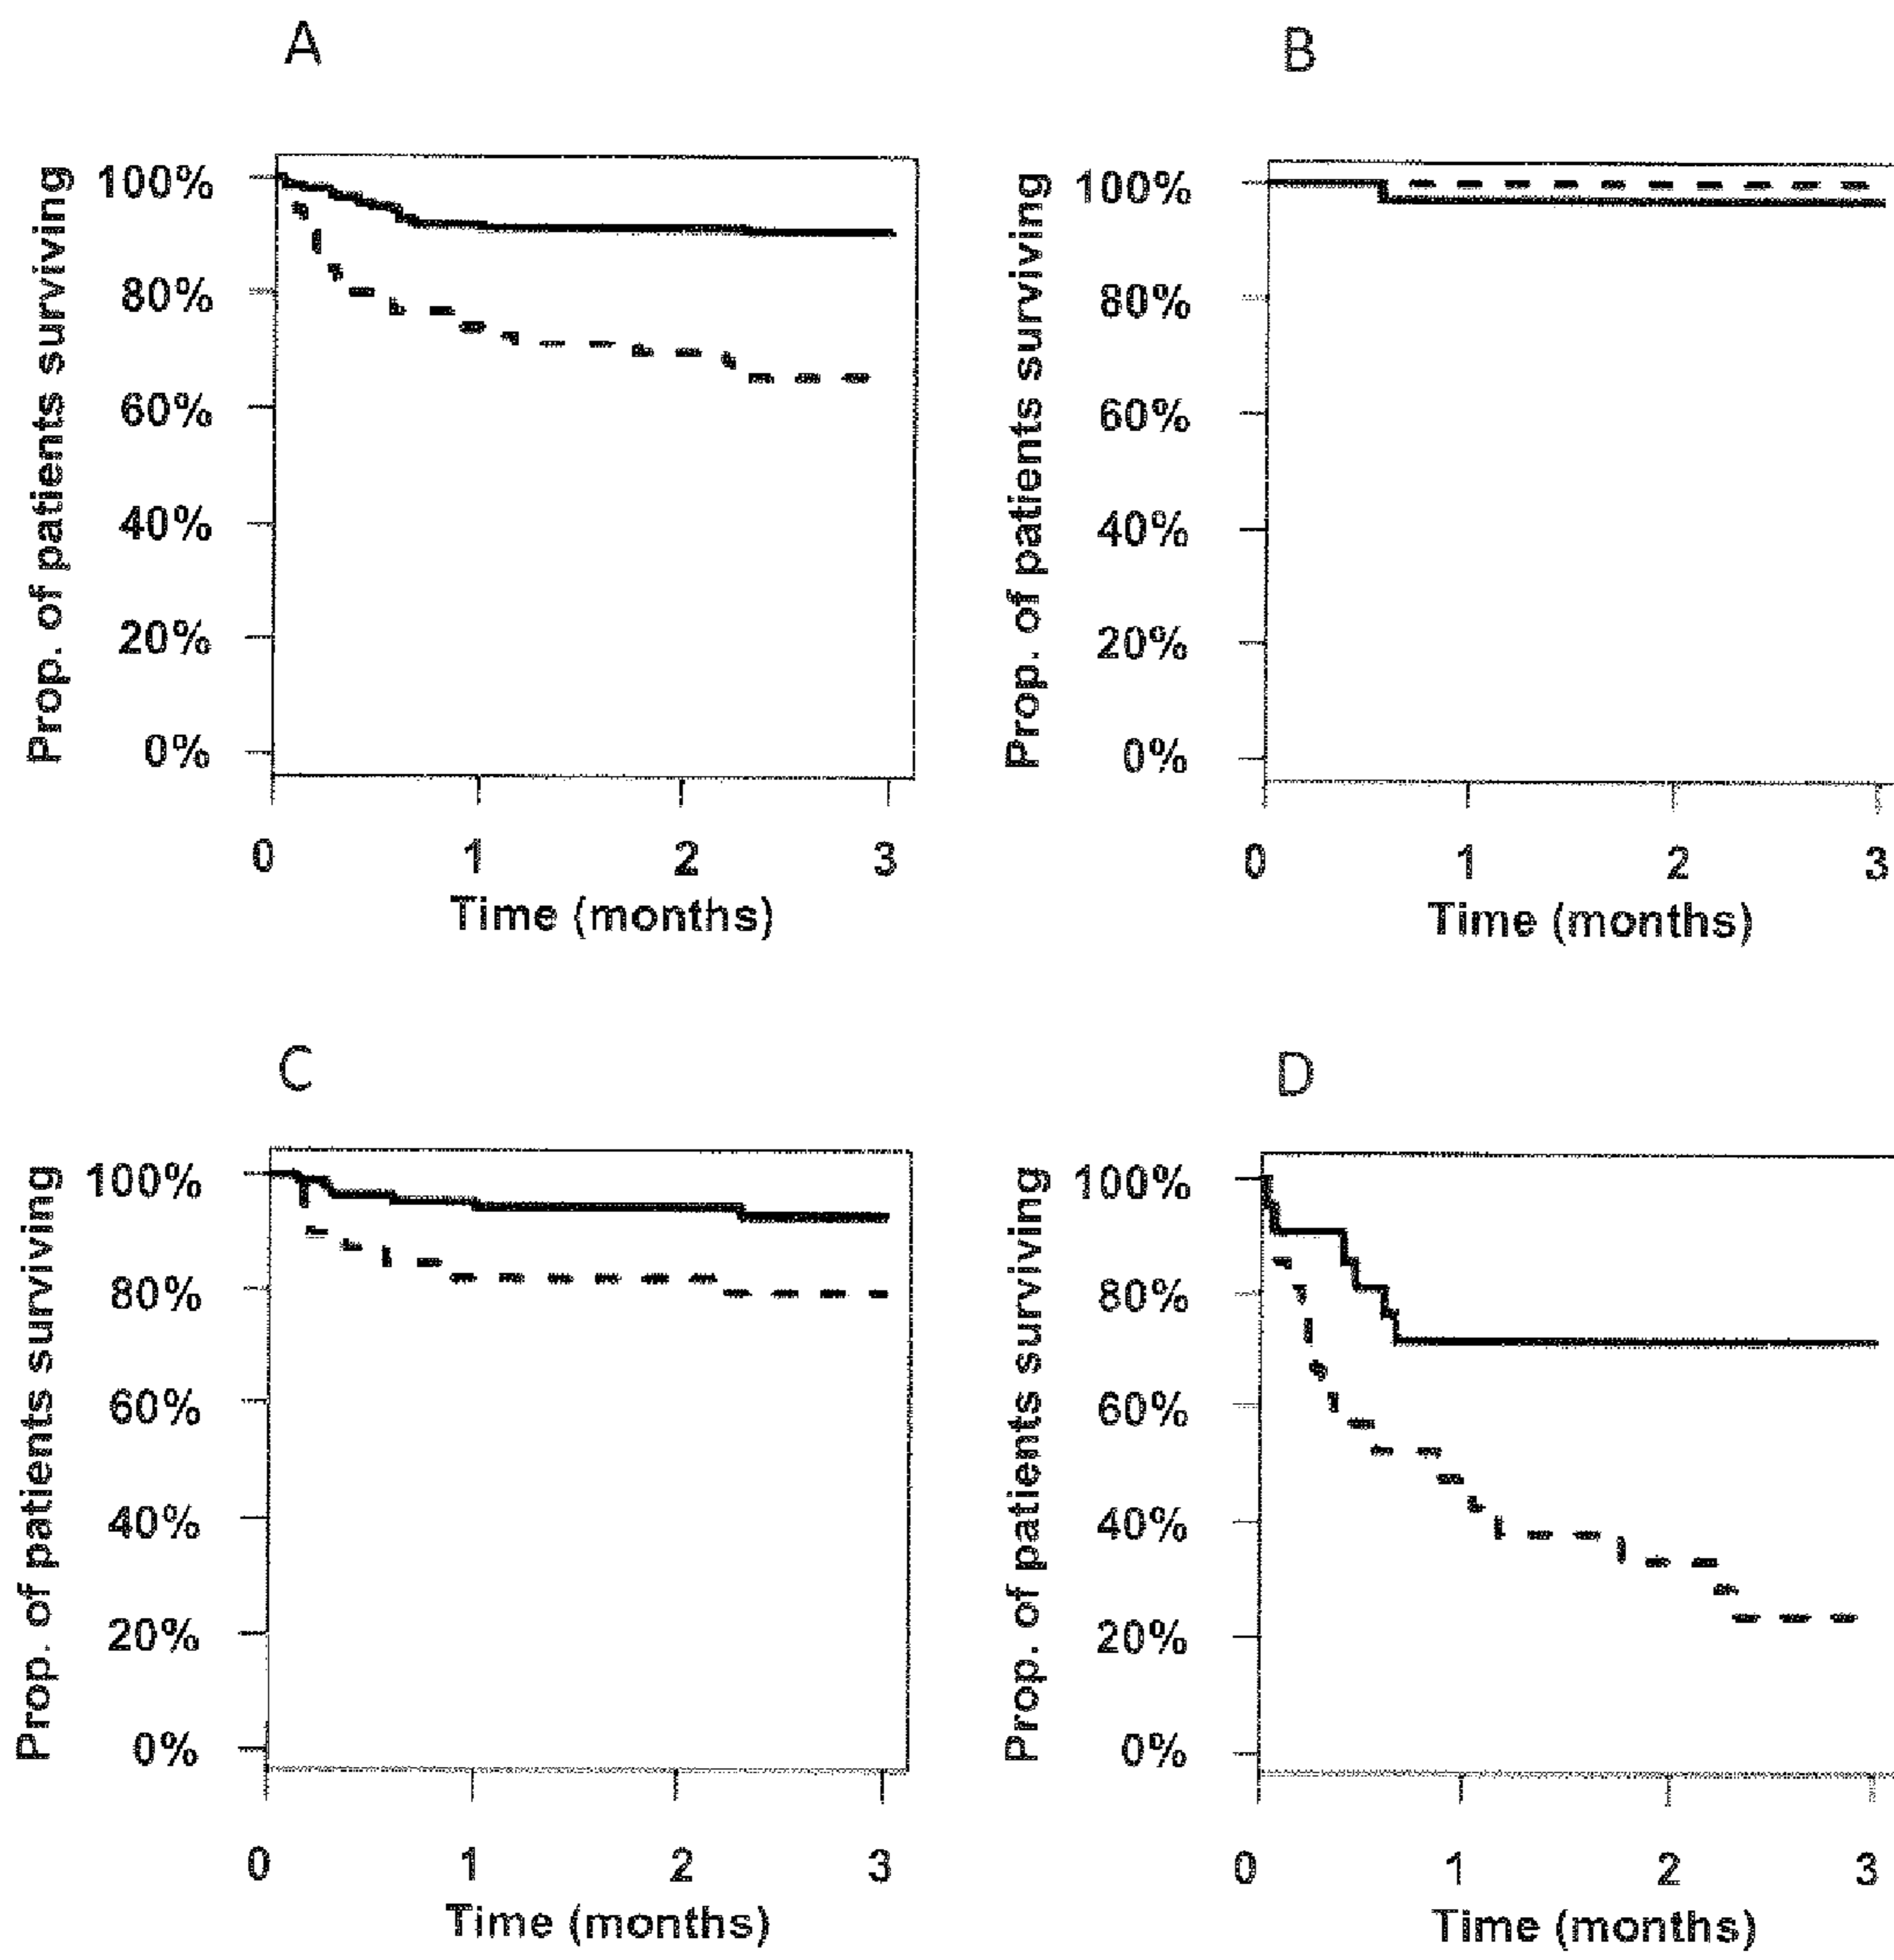 A
Prop. of patients surviving
100%
80%
60%
40%
20%
0%
0 1 2 3
Time (months)
B
Prop. of patients surviving
100%
80%
60%
40%
20%
0%
0 1 2 3
Time (months)
C
Prop. of patients surviving
100%
80%
60%
40%
20%
0%
0 1 2 3
Time (months)
D
Prop. of patients surviving
100%
80%
60%
40%
20%
0%
0 1 2 3
Time (months)